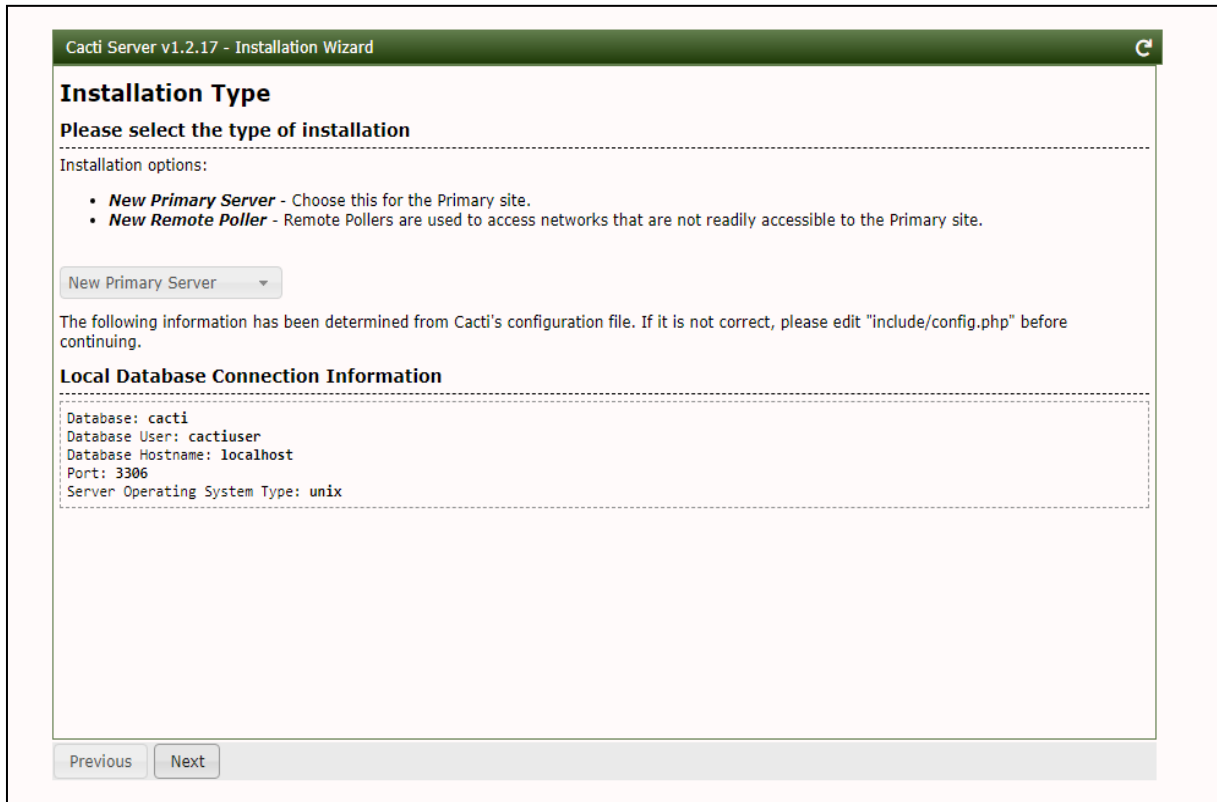 Cacti Server v1.2.17 - Installation Wizard
Installation Type
Please select the type of installation
Installation options:
• New Primary Server - Choose this for the Primary site.
• New Remote Poller - Remote Pollers are used to access networks that are not readily accessible to the Primary site.
New Primary Server
The following information has been determined from Cacti's configuration file. If it is not correct, please edit "include/config.php" before
continuing.
Local Database Connection Information
Database: cacti
Database User: cactiuser
Database Hostname: localhost
Port: 3306
Server Operating System Type: unix
Previous Next